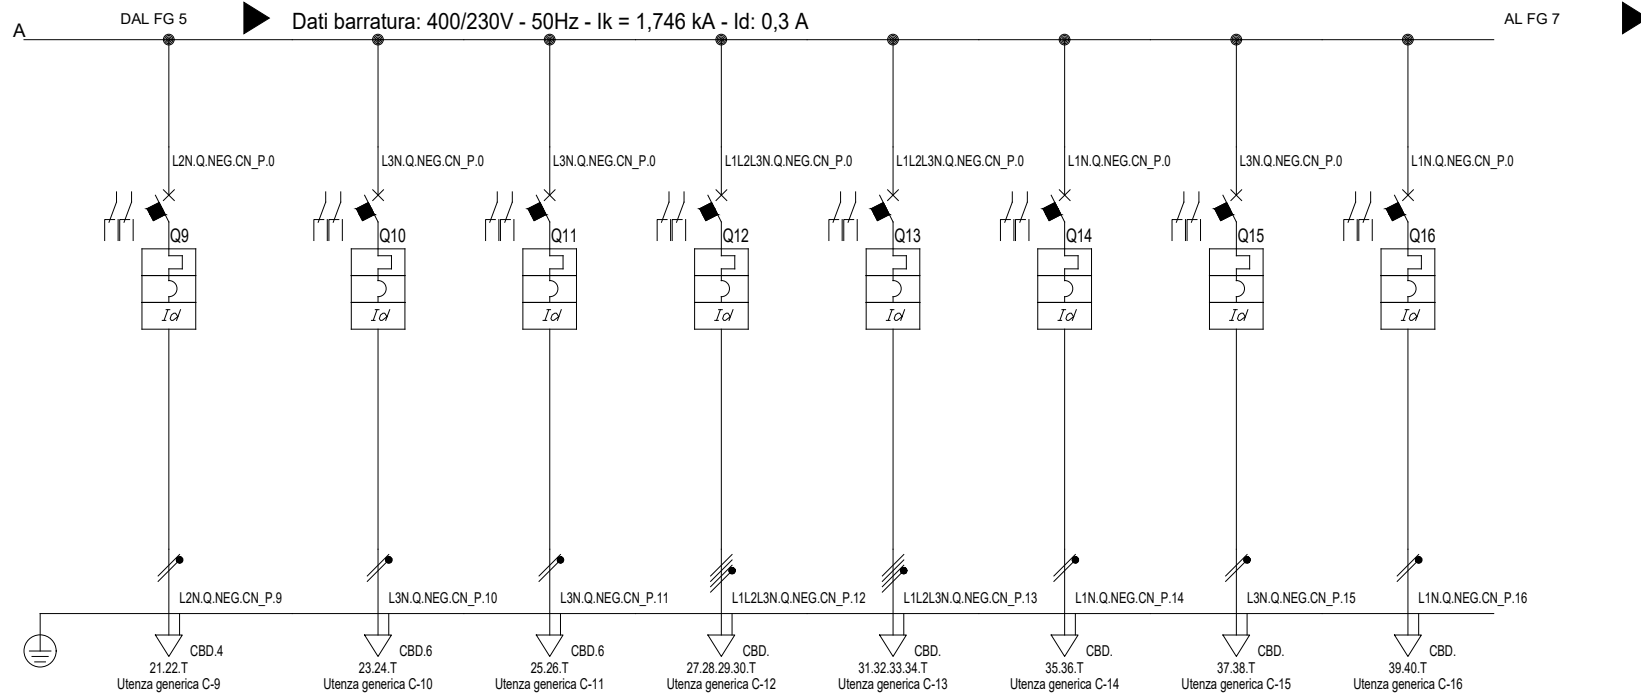 A
DAL FG 5
Dati barratura: 400/230V - 50Hz - Ik = 1,746 kA - Id: 0,3 A
AL FG 7
L2N.Q.NEG.CN_P.0
L3N.Q.NEG.CN_P.0
L3N.Q.NEG.CN_P.0
L1L2L3N.Q.NEG.CN_P.0
L1L2L3N.Q.NEG.CN_P.0
L1N.Q.NEG.CN_P.0
L3N.Q.NEG.CN_P.0
L1N.Q.NEG.CN_P.0
Q9
Q10
Q11
Q12
Q13
Q14
Q15
Q16
Id
Id
Id
Id
Id
Id
Id
Id
L2N.Q.NEG.CN_P.9
L3N.Q.NEG.CN_P.10
L3N.Q.NEG.CN_P.11
L1L2L3N.Q.NEG.CN_P.12
L1L2L3N.Q.NEG.CN_P.13
L1N.Q.NEG.CN_P.14
L3N.Q.NEG.CN_P.15
L1N.Q.NEG.CN_P.16
CBD.4
21.22.T
Utenza generica C-9
CBD.6
23.24.T
Utenza generica C-10
CBD.6
25.26.T
Utenza generica C-11
CBD.
27.28.29.30.T
Utenza generica C-12
CBD.
31.32.33.34.T
Utenza generica C-13
CBD.
35.36.T
Utenza generica C-14
CBD.
37.38.T
Utenza generica C-15
CBD.
39.40.T
Utenza generica C-16